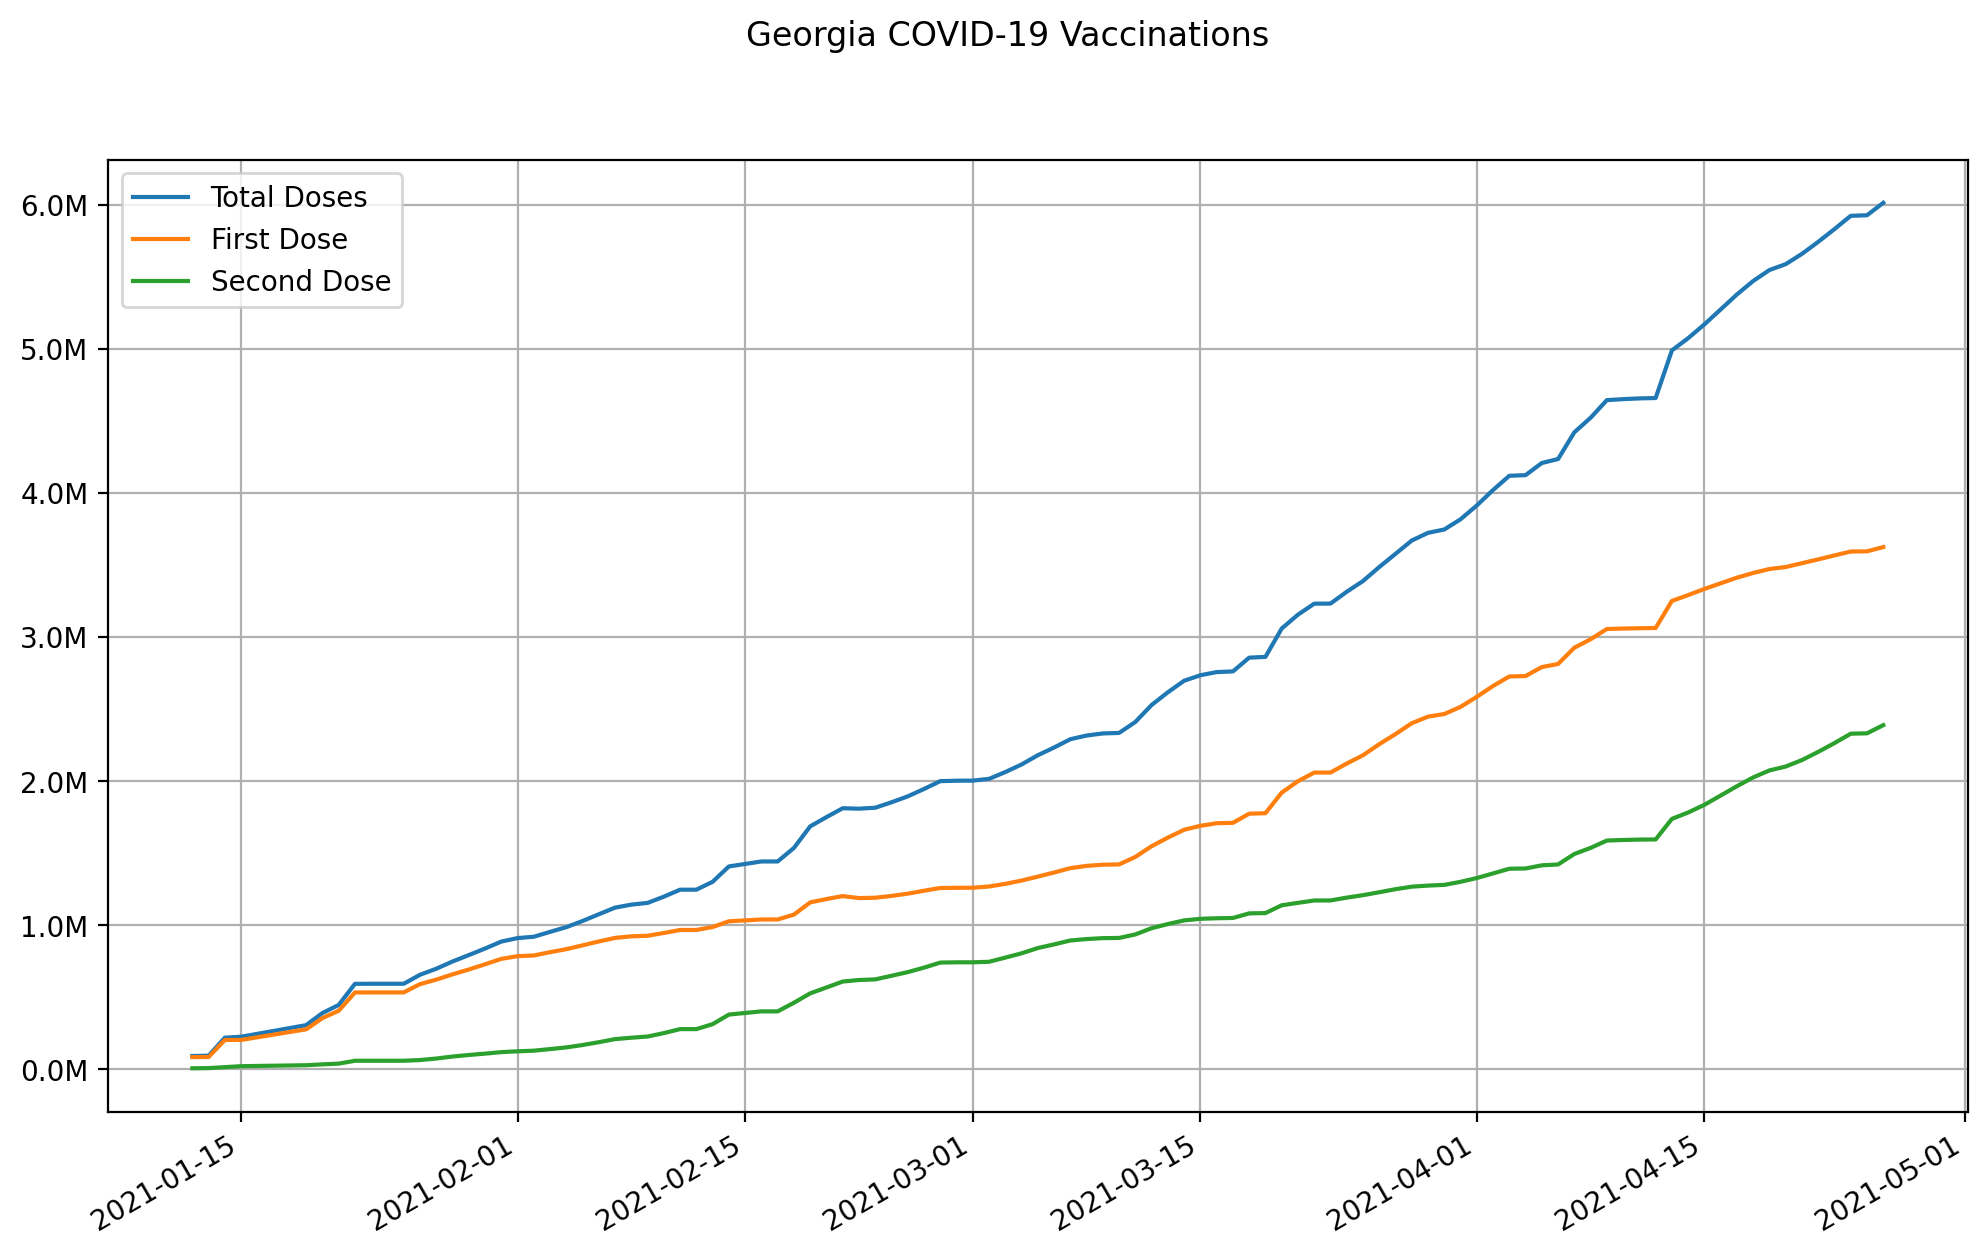 Georgia COVID-19 Vaccinations
Total Doses
First Dose
Second Dose
6.0M
5.0M
4.0M
3.0M
2.0M
1.0M
0.0M
2021-01-15
2021-02-01
2021-02-15
2021-03-01
2021-03-15
2021-04-01
2021-04-15
2021-05-01